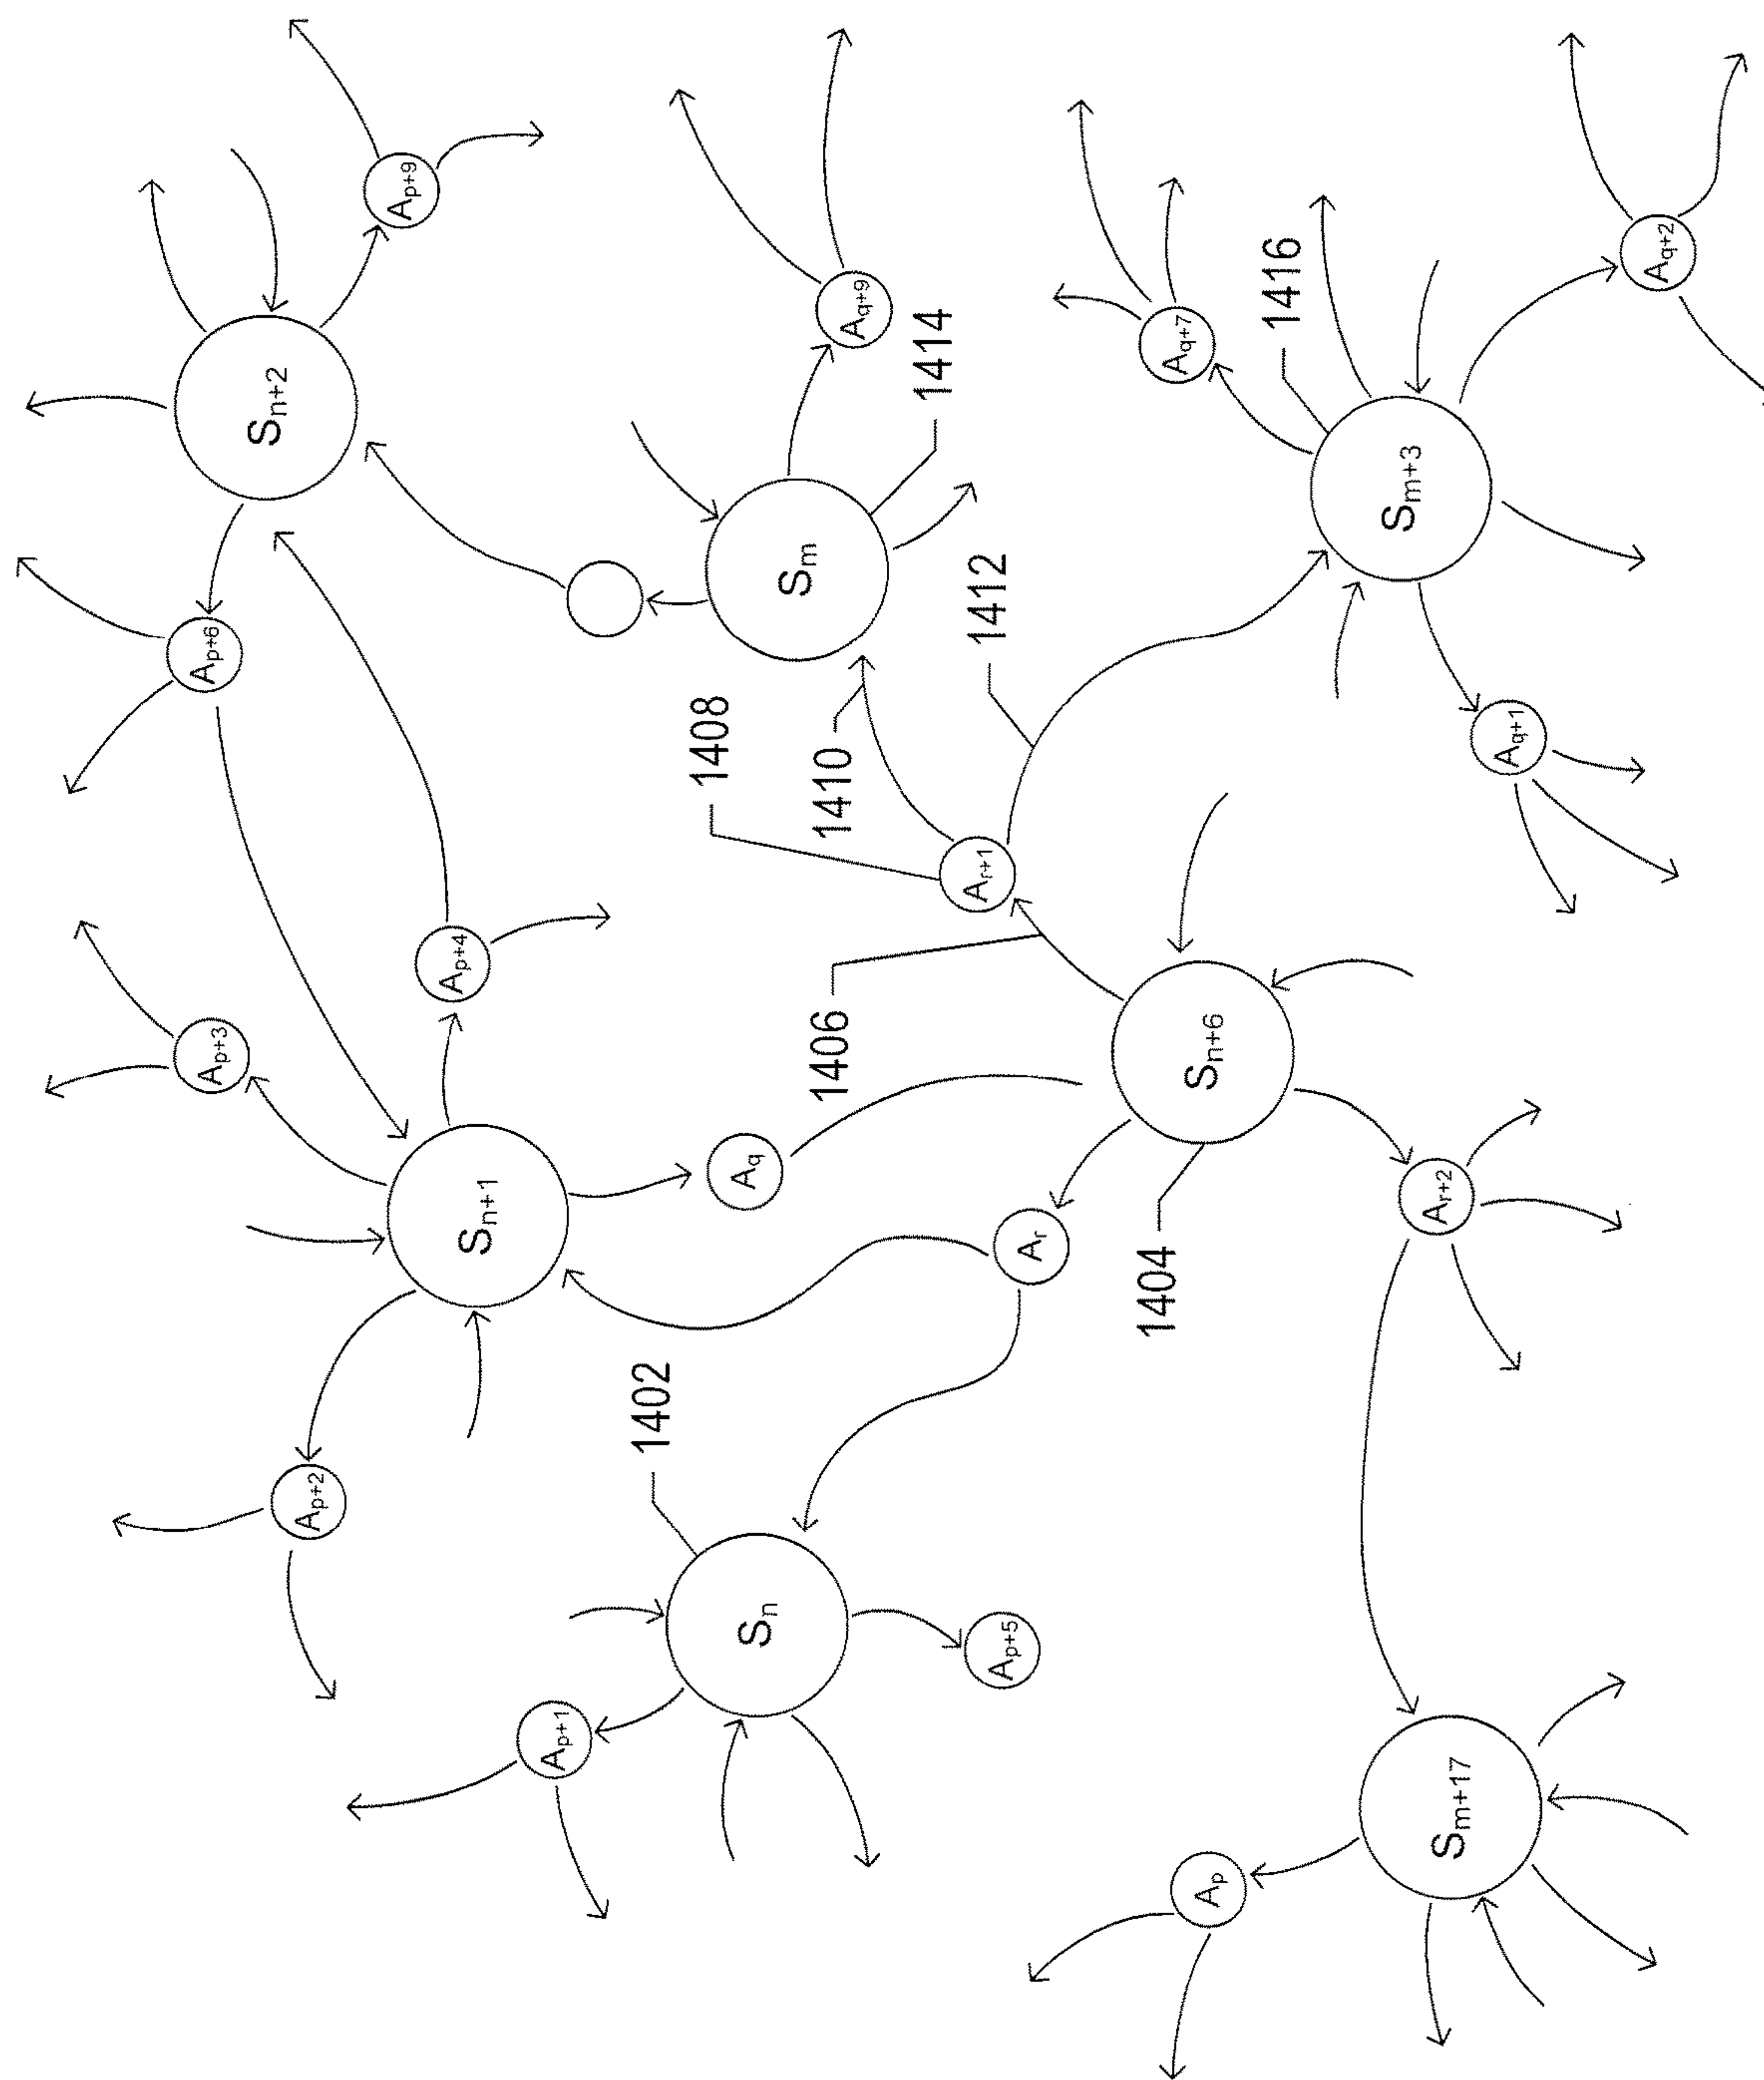 Ap+3
Ap+6
Sn+2
Ap+2
Ap+9
Ap+4
Sn+1
Ap+1
1402
1408
Aq
Sn
Sm
1406
1410
Aq+9
1414
Ar+1
1412
Ap+5
Ar
1404
Aq+7
Ap
Sn+6
1416
Sm+3
Ar+2
Sm+17
Aq+1
Aq+2